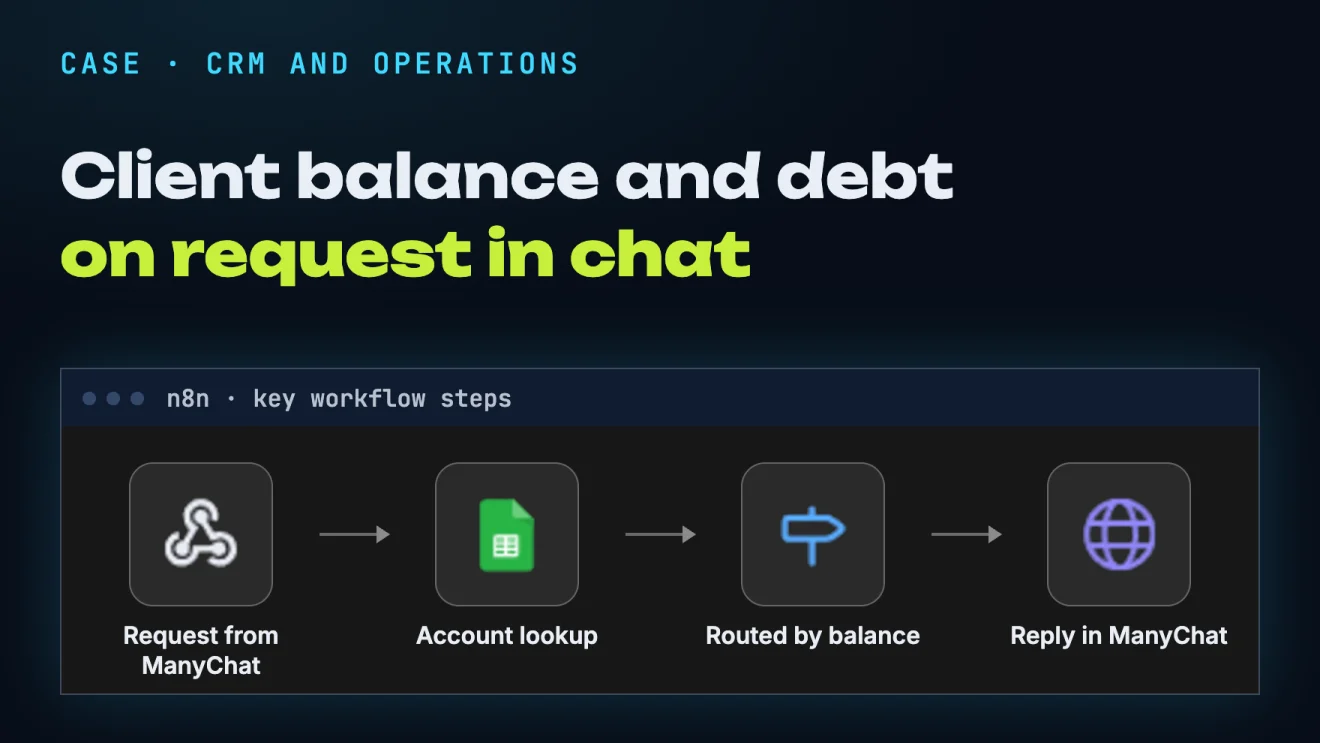 CASE · CRM AND OPERATIONS
Client balance and debt
on request in chat
n8n · key workflow steps
Request from
ManyChat
Account lookup
Routed by balance
Reply in ManyChat